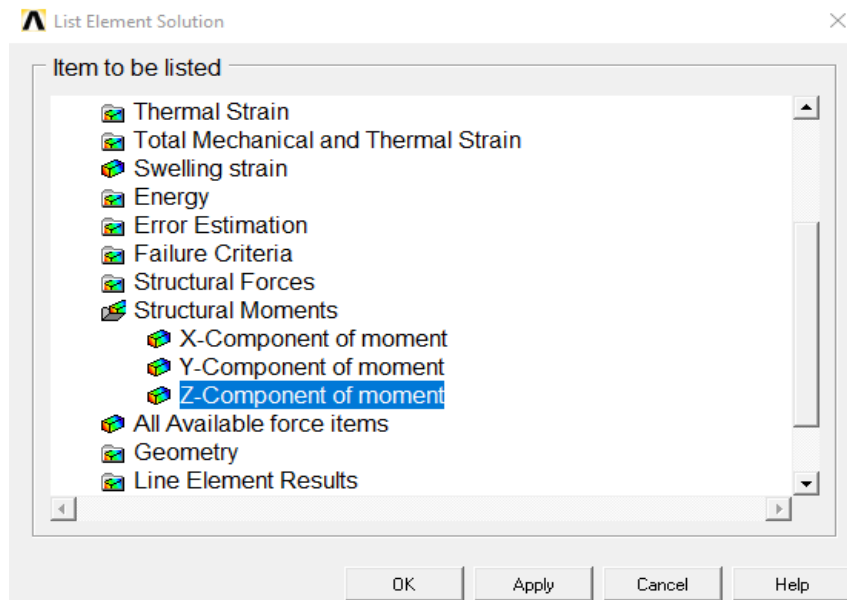 List Element Solution
Item to be listed
Thermal Strain
Total Mechanical and Thermal Strain
Swelling strain
Energy
Error Estimation
Failure Criteria
Structural Forces
Structural Moments
X-Component of moment
Y-Component of moment
Z-Component of moment
All Available force items
Geometry
Line Element Results
OK Apply Cancel Help